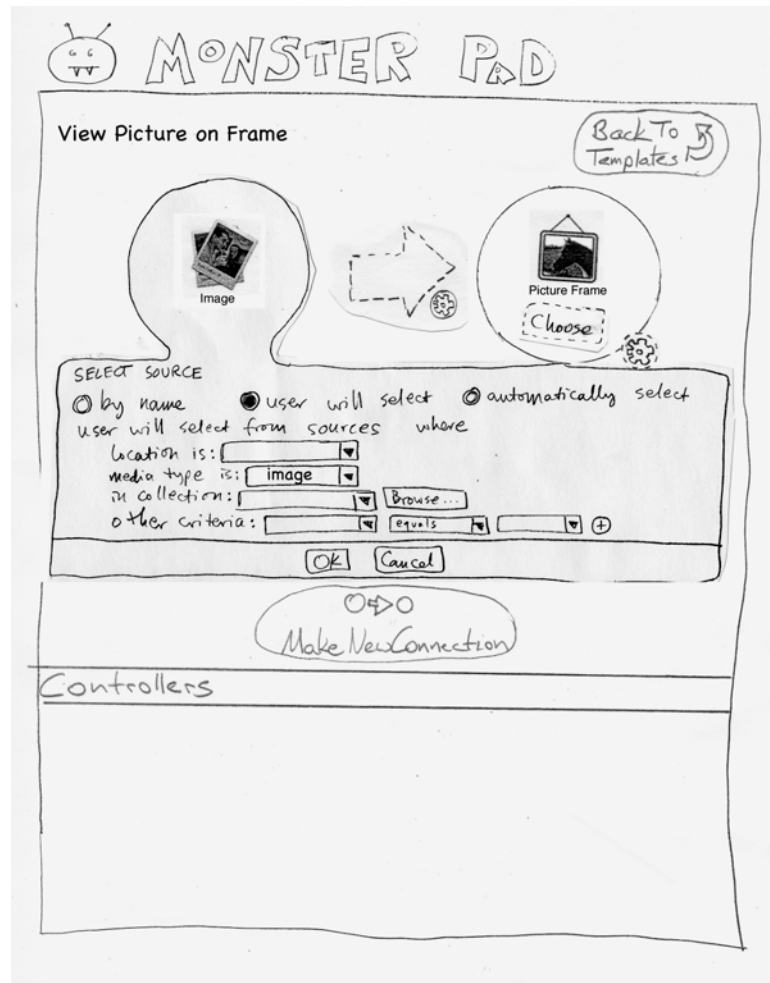 MONSTER PAD
View Picture on Frame
Back To
Templates
Image
Picture Frame
Choose
SELECT SOURCE
by name user will select automatically select
user will select from sources where
location is:
media type is: image
in collection: Browse...
other criteria: equals
OK Cancel
Make New Connection
Controllers